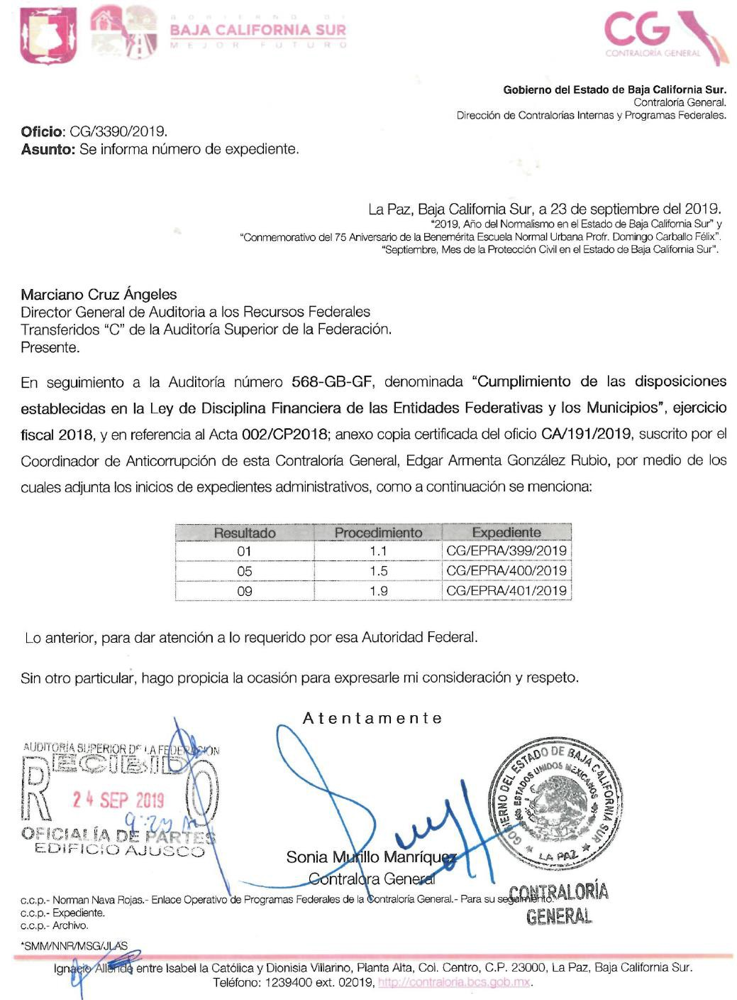 GOBIERNO DE
BAJA CALIFORNIA SUR
MEJOR FUTURO
CG
CONTRALORÍA GENERAL
Gobierno del Estado de Baja California Sur.
Contraloría General.
Dirección de Contralorías Internas y Programas Federales.
Oficio: CG/3390/2019.
Asunto: Se informa número de expediente.
La Paz, Baja California Sur, a 23 de septiembre del 2019.
"2019, Año del Normalismo en el Estado de Baja California Sur" y
"Conmemorativo del 75 Aniversario de la Benemérita Escuela Normal Urbana Profr. Domingo Carballo Félix".
"Septiembre, Mes de la Protección Civil en el Estado de Baja California Sur".
Marciano Cruz Ángeles
Director General de Auditoria a los Recursos Federales
Transferidos "C" de la Auditoría Superior de la Federación.
Presente.
En seguimiento a la Auditoría número 568-GB-GF, denominada "Cumplimiento de las disposiciones
establecidas en la Ley de Disciplina Financiera de las Entidades Federativas y los Municipios", ejercicio
fiscal 2018, y en referencia al Acta 002/CP2018; anexo copia certificada del oficio CA/191/2019, suscrito por el
Coordinador de Anticorrupción de esta Contraloría General, Edgar Armenta González Rubio, por medio de los
cuales adjunta los inicios de expedientes administrativos, como a continuación se menciona:
Resultado Procedimiento Expediente
01 1.1 CG/EPRA/399/2019
05 1.5 CG/EPRA/400/2019
09 1.9 CG/EPRA/401/2019
Lo anterior, para dar atención a lo requerido por esa Autoridad Federal.
Sin otro particular, hago propicia la ocasión para expresarle mi consideración y respeto.
Atentamente
AUDITORÍA SUPERIOR DE LA FEDERACION
RECIBIDO
24 SEP 2019
OFICIALÍA DE PARTES
EDIFICIO AJUSCO
GOBIERNO DEL ESTADO DE BAJA CALIFORNIA SUR
ESTADOS UNIDOS MEXICANOS
LA PAZ
Sonia Murillo Manríquez
Contralora General
CONTRALORÍA
GENERAL
c.c.p.- Norman Nava Rojas.- Enlace Operativo de Programas Federales de la Contraloría General.- Para su seguimiento.
c.c.p.- Expediente.
c.c.p.- Archivo.
*SMM/NNR/MSG/JLAS
Ignacio Allende entre Isabel la Católica y Dionisia Villarino, Planta Alta, Col. Centro, C.P. 23000, La Paz, Baja California Sur.
Teléfono: 1239400 ext. 02019, http://contraloria.bcs.gob.mx.